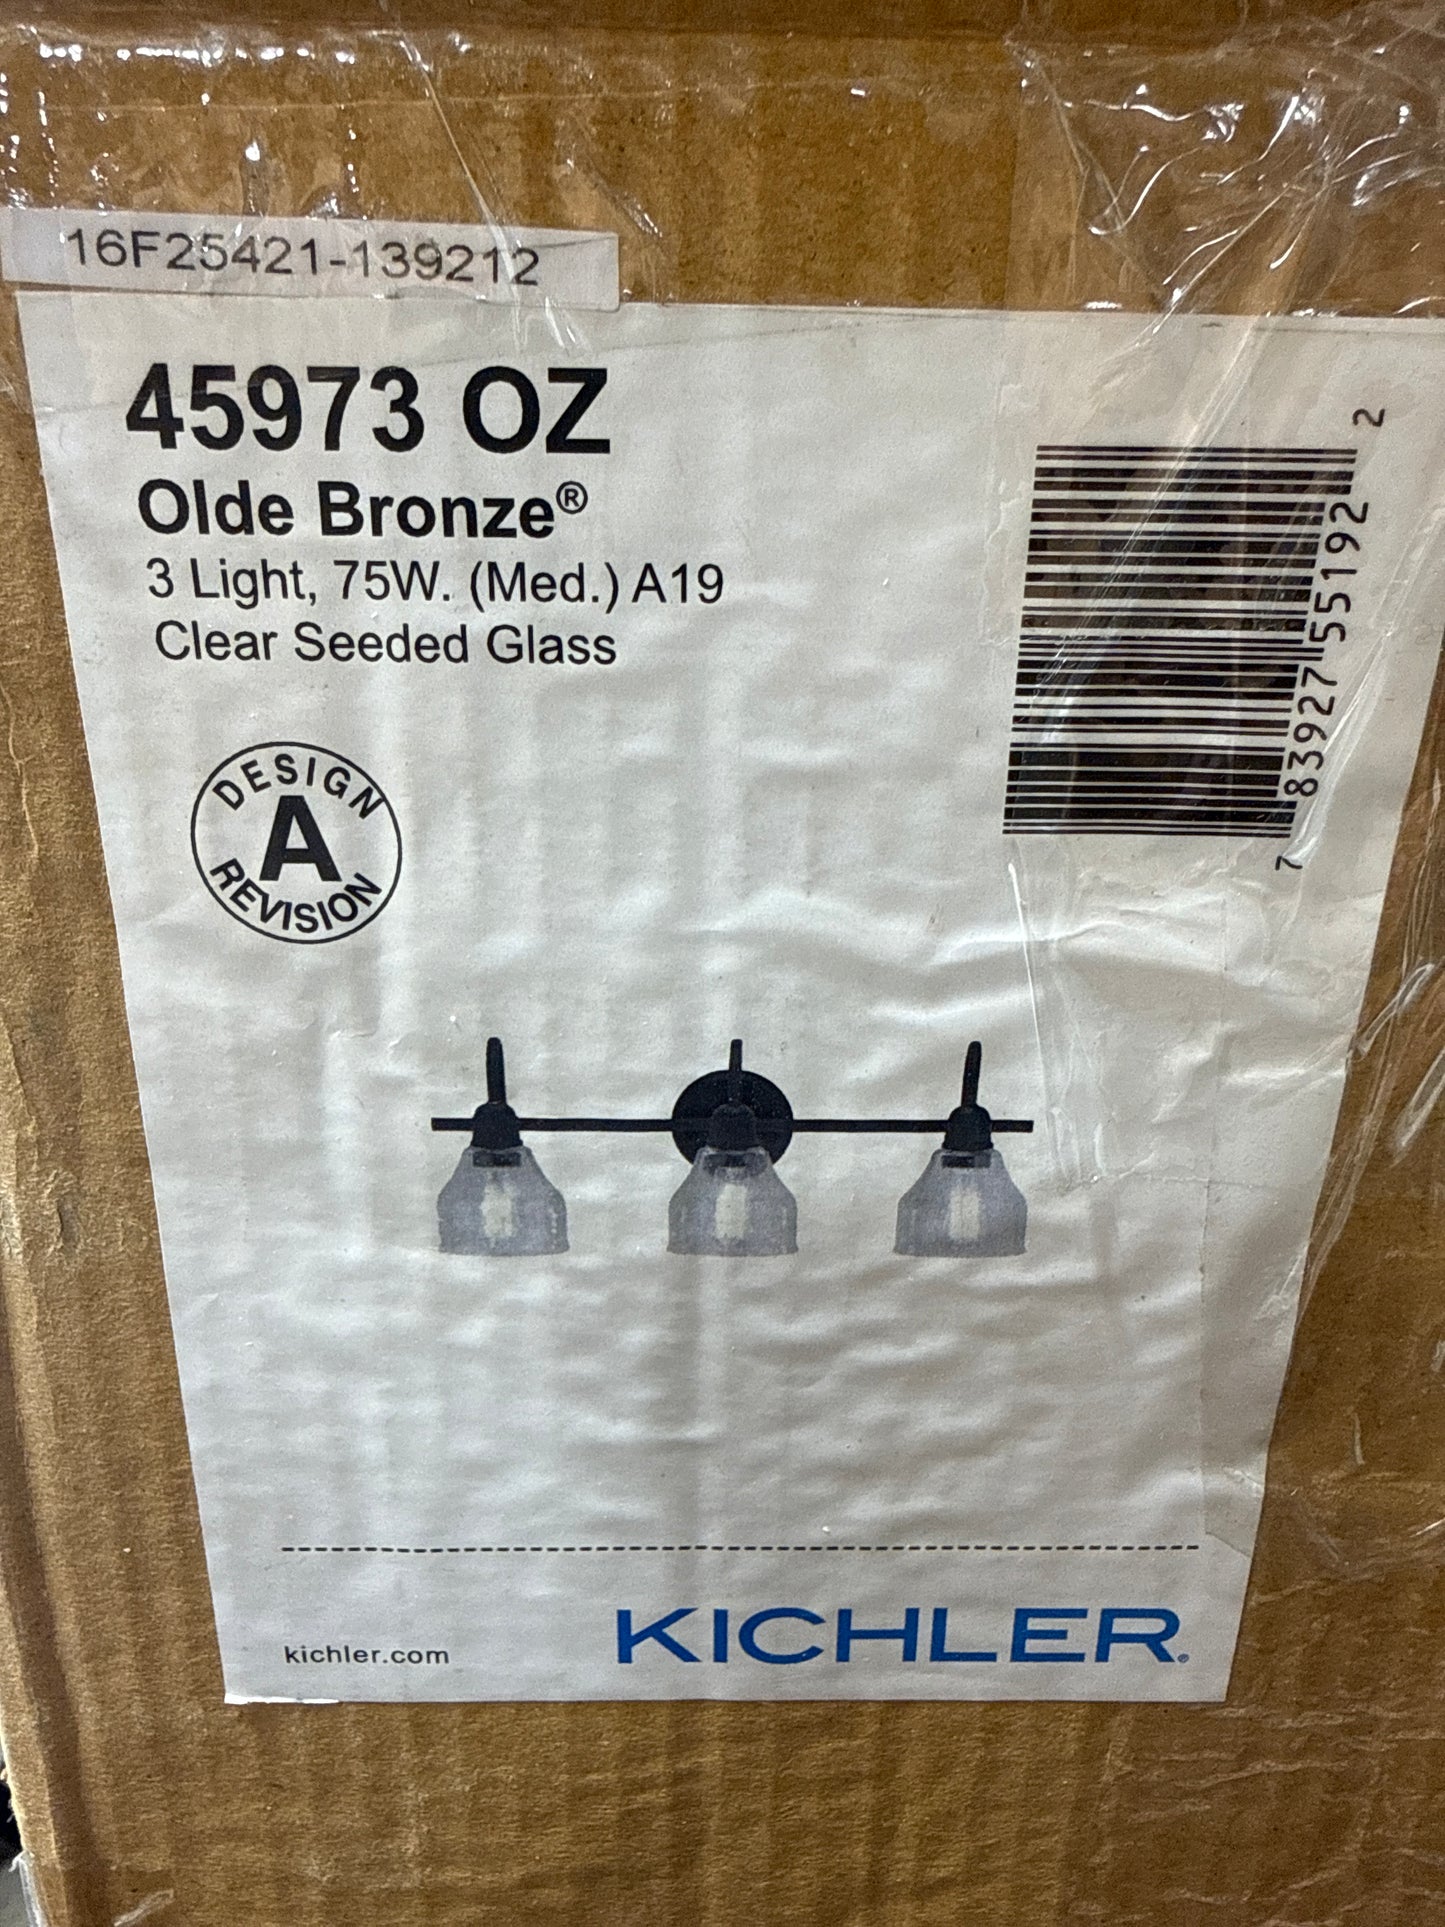 16F25421-139212
45973 OZ
Olde Bronze®
3 Light, 75W. (Med.) A19
Clear Seeded Glass
7 83927 55192 2
DESIGN
A
REVISION
kichler.com
KICHLER®